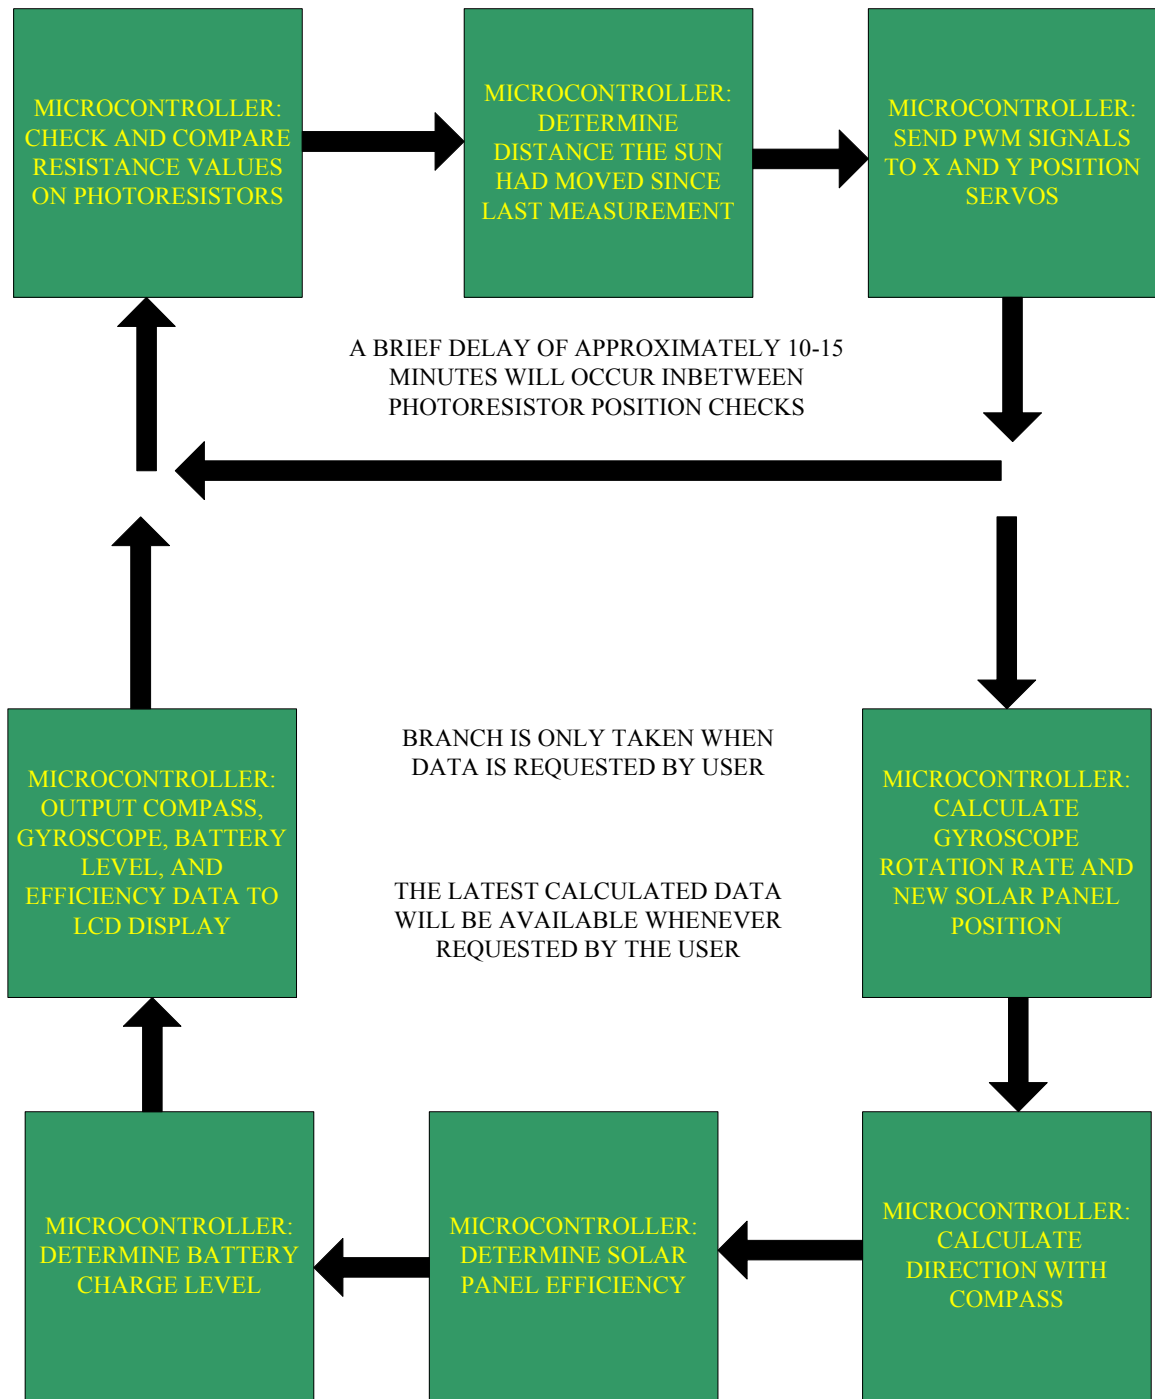 MICROCONTROLLER:
CHECK AND COMPARE
RESISTANCE VALUES
ON PHOTORESISTORS
MICROCONTROLLER:
DETERMINE
DISTANCE THE SUN
HAD MOVED SINCE
LAST MEASUREMENT
MICROCONTROLLER:
SEND PWM SIGNALS
TO X AND Y POSITION
SERVOS
A BRIEF DELAY OF APPROXIMATELY 10-15
MINUTES WILL OCCUR INBETWEEN
PHOTORESISTOR POSITION CHECKS
MICROCONTROLLER:
OUTPUT COMPASS,
GYROSCOPE, BATTERY
LEVEL, AND
EFFICIENCY DATA TO
LCD DISPLAY
BRANCH IS ONLY TAKEN WHEN
DATA IS REQUESTED BY USER
THE LATEST CALCULATED DATA
WILL BE AVAILABLE WHENEVER
REQUESTED BY THE USER
MICROCONTROLLER:
CALCULATE
GYROSCOPE
ROTATION RATE AND
NEW SOLAR PANEL
POSITION
MICROCONTROLLER:
DETERMINE BATTERY
CHARGE LEVEL
MICROCONTROLLER:
DETERMINE SOLAR
PANEL EFFICIENCY
MICROCONTROLLER:
CALCULATE
DIRECTION WITH
COMPASS